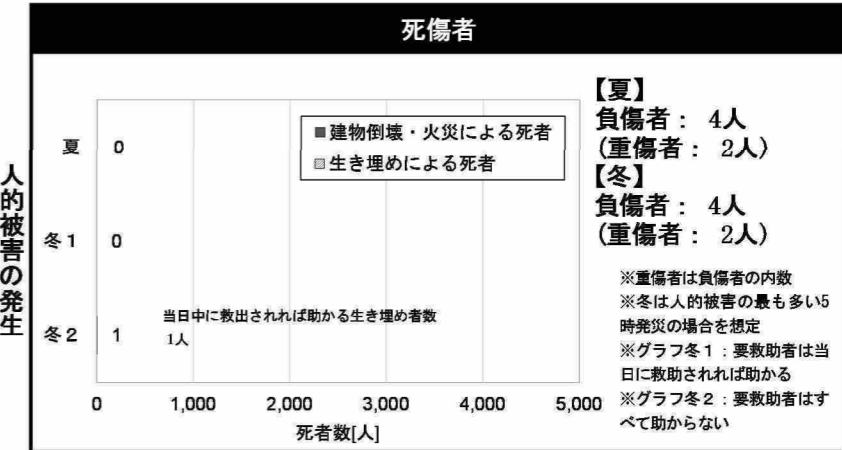 死傷者
人的被害の発生
夏
0
冬1
0
冬2
1
■建物倒壊・火災による死者
▨生き埋めによる死者
当日中に救出されれば助かる生き埋め者数
1人
0
1,000
2,000
3,000
4,000
5,000
死者数[人]
【夏】
負傷者： 4人
(重傷者： 2人)
【冬】
負傷者： 4人
(重傷者： 2人)
※重傷者は負傷者の内数
※冬は人的被害の最も多い5
時発災の場合を想定
※グラフ冬１：要救助者は当
日に救助されれば助かる
※グラフ冬２：要救助者はす
べて助からない